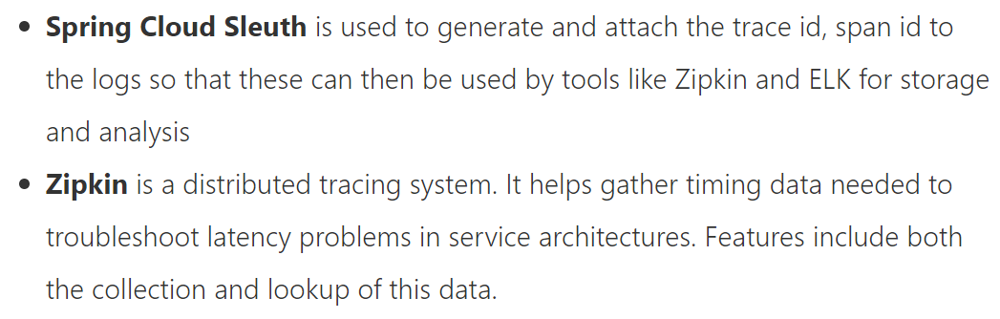 • Spring Cloud Sleuth is used to generate and attach the trace id, span id to
the logs so that these can then be used by tools like Zipkin and ELK for storage
and analysis
• Zipkin is a distributed tracing system. It helps gather timing data needed to
troubleshoot latency problems in service architectures. Features include both
the collection and lookup of this data.